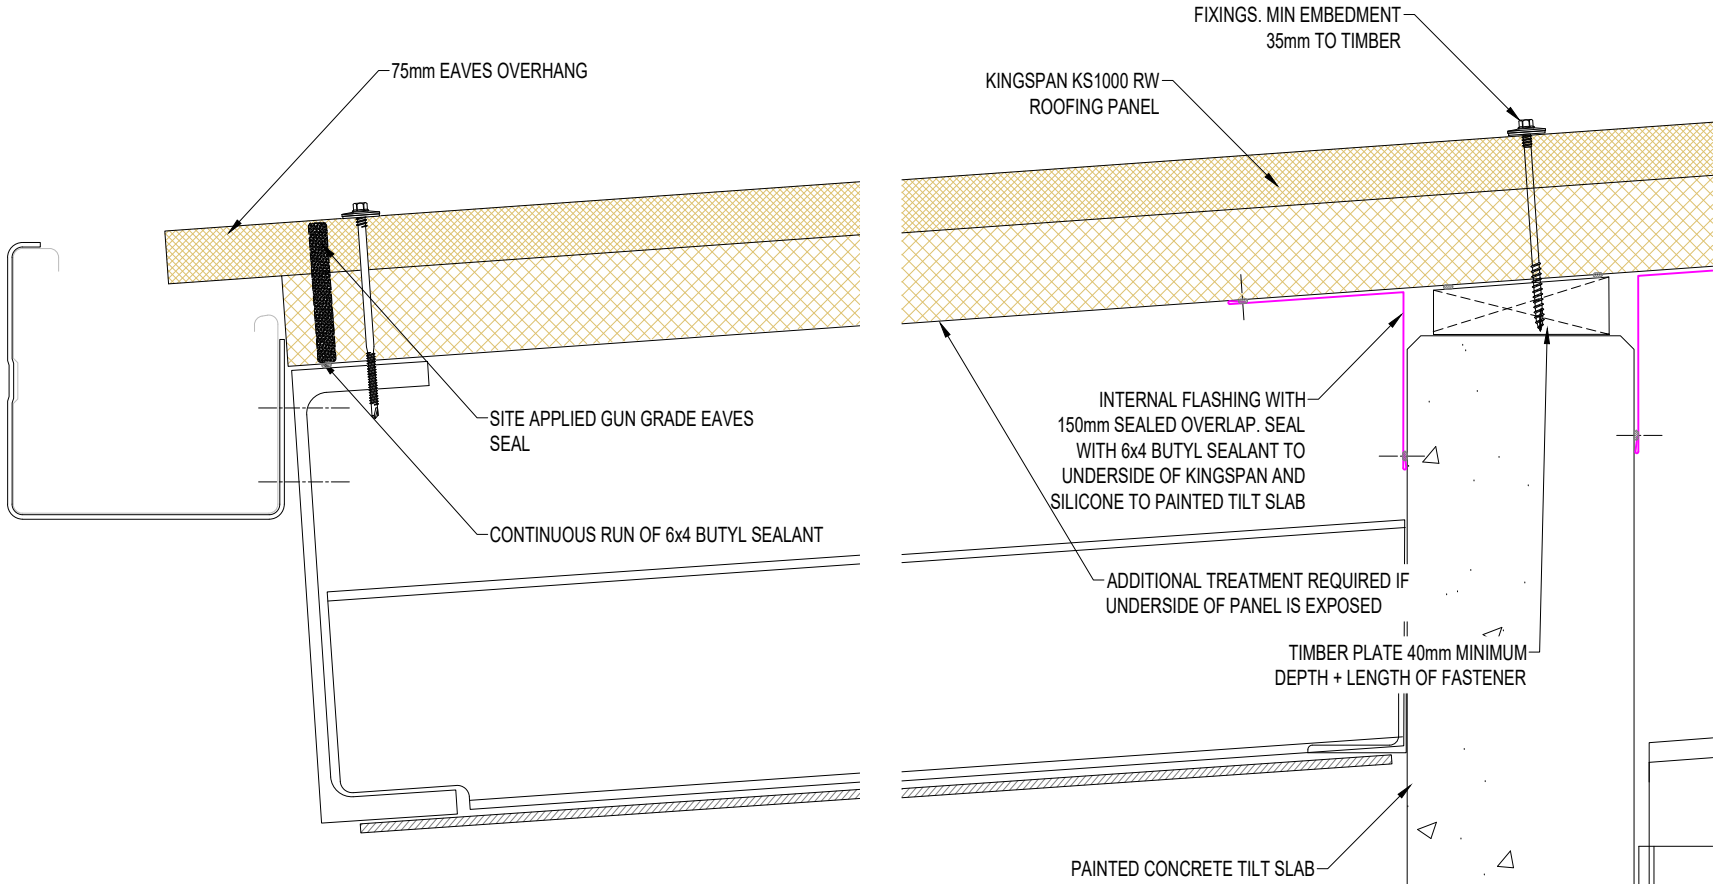 FIXINGS. MIN EMBEDMENT
35mm TO TIMBER
75mm EAVES OVERHANG
KINGSPAN KS1000 RW
ROOFING PANEL
SITE APPLIED GUN GRADE EAVES
SEAL
INTERNAL FLASHING WITH
150mm SEALED OVERLAP. SEAL
WITH 6x4 BUTYL SEALANT TO
UNDERSIDE OF KINGSPAN AND
SILICONE TO PAINTED TILT SLAB
CONTINUOUS RUN OF 6x4 BUTYL SEALANT
ADDITIONAL TREATMENT REQUIRED IF
UNDERSIDE OF PANEL IS EXPOSED
TIMBER PLATE 40mm MINIMUM
DEPTH + LENGTH OF FASTENER
PAINTED CONCRETE TILT SLAB